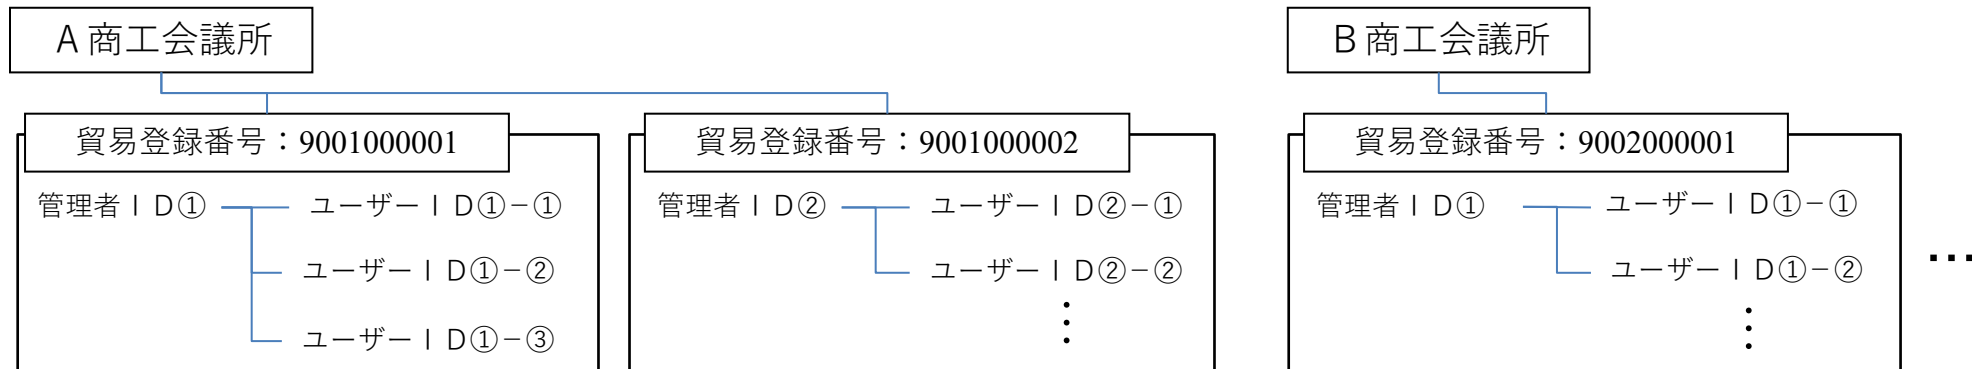 A商工会議所
B商工会議所
貿易登録番号：9001000001
貿易登録番号：9001000002
貿易登録番号：9002000001
管理者ＩＤ① ユーザーＩＤ①－①
ユーザーＩＤ①－②
ユーザーＩＤ①－③
管理者ＩＤ② ユーザーＩＤ②－①
ユーザーＩＤ②－②
⋮
管理者ＩＤ① ユーザーＩＤ①－①
ユーザーＩＤ①－②
⋮
…